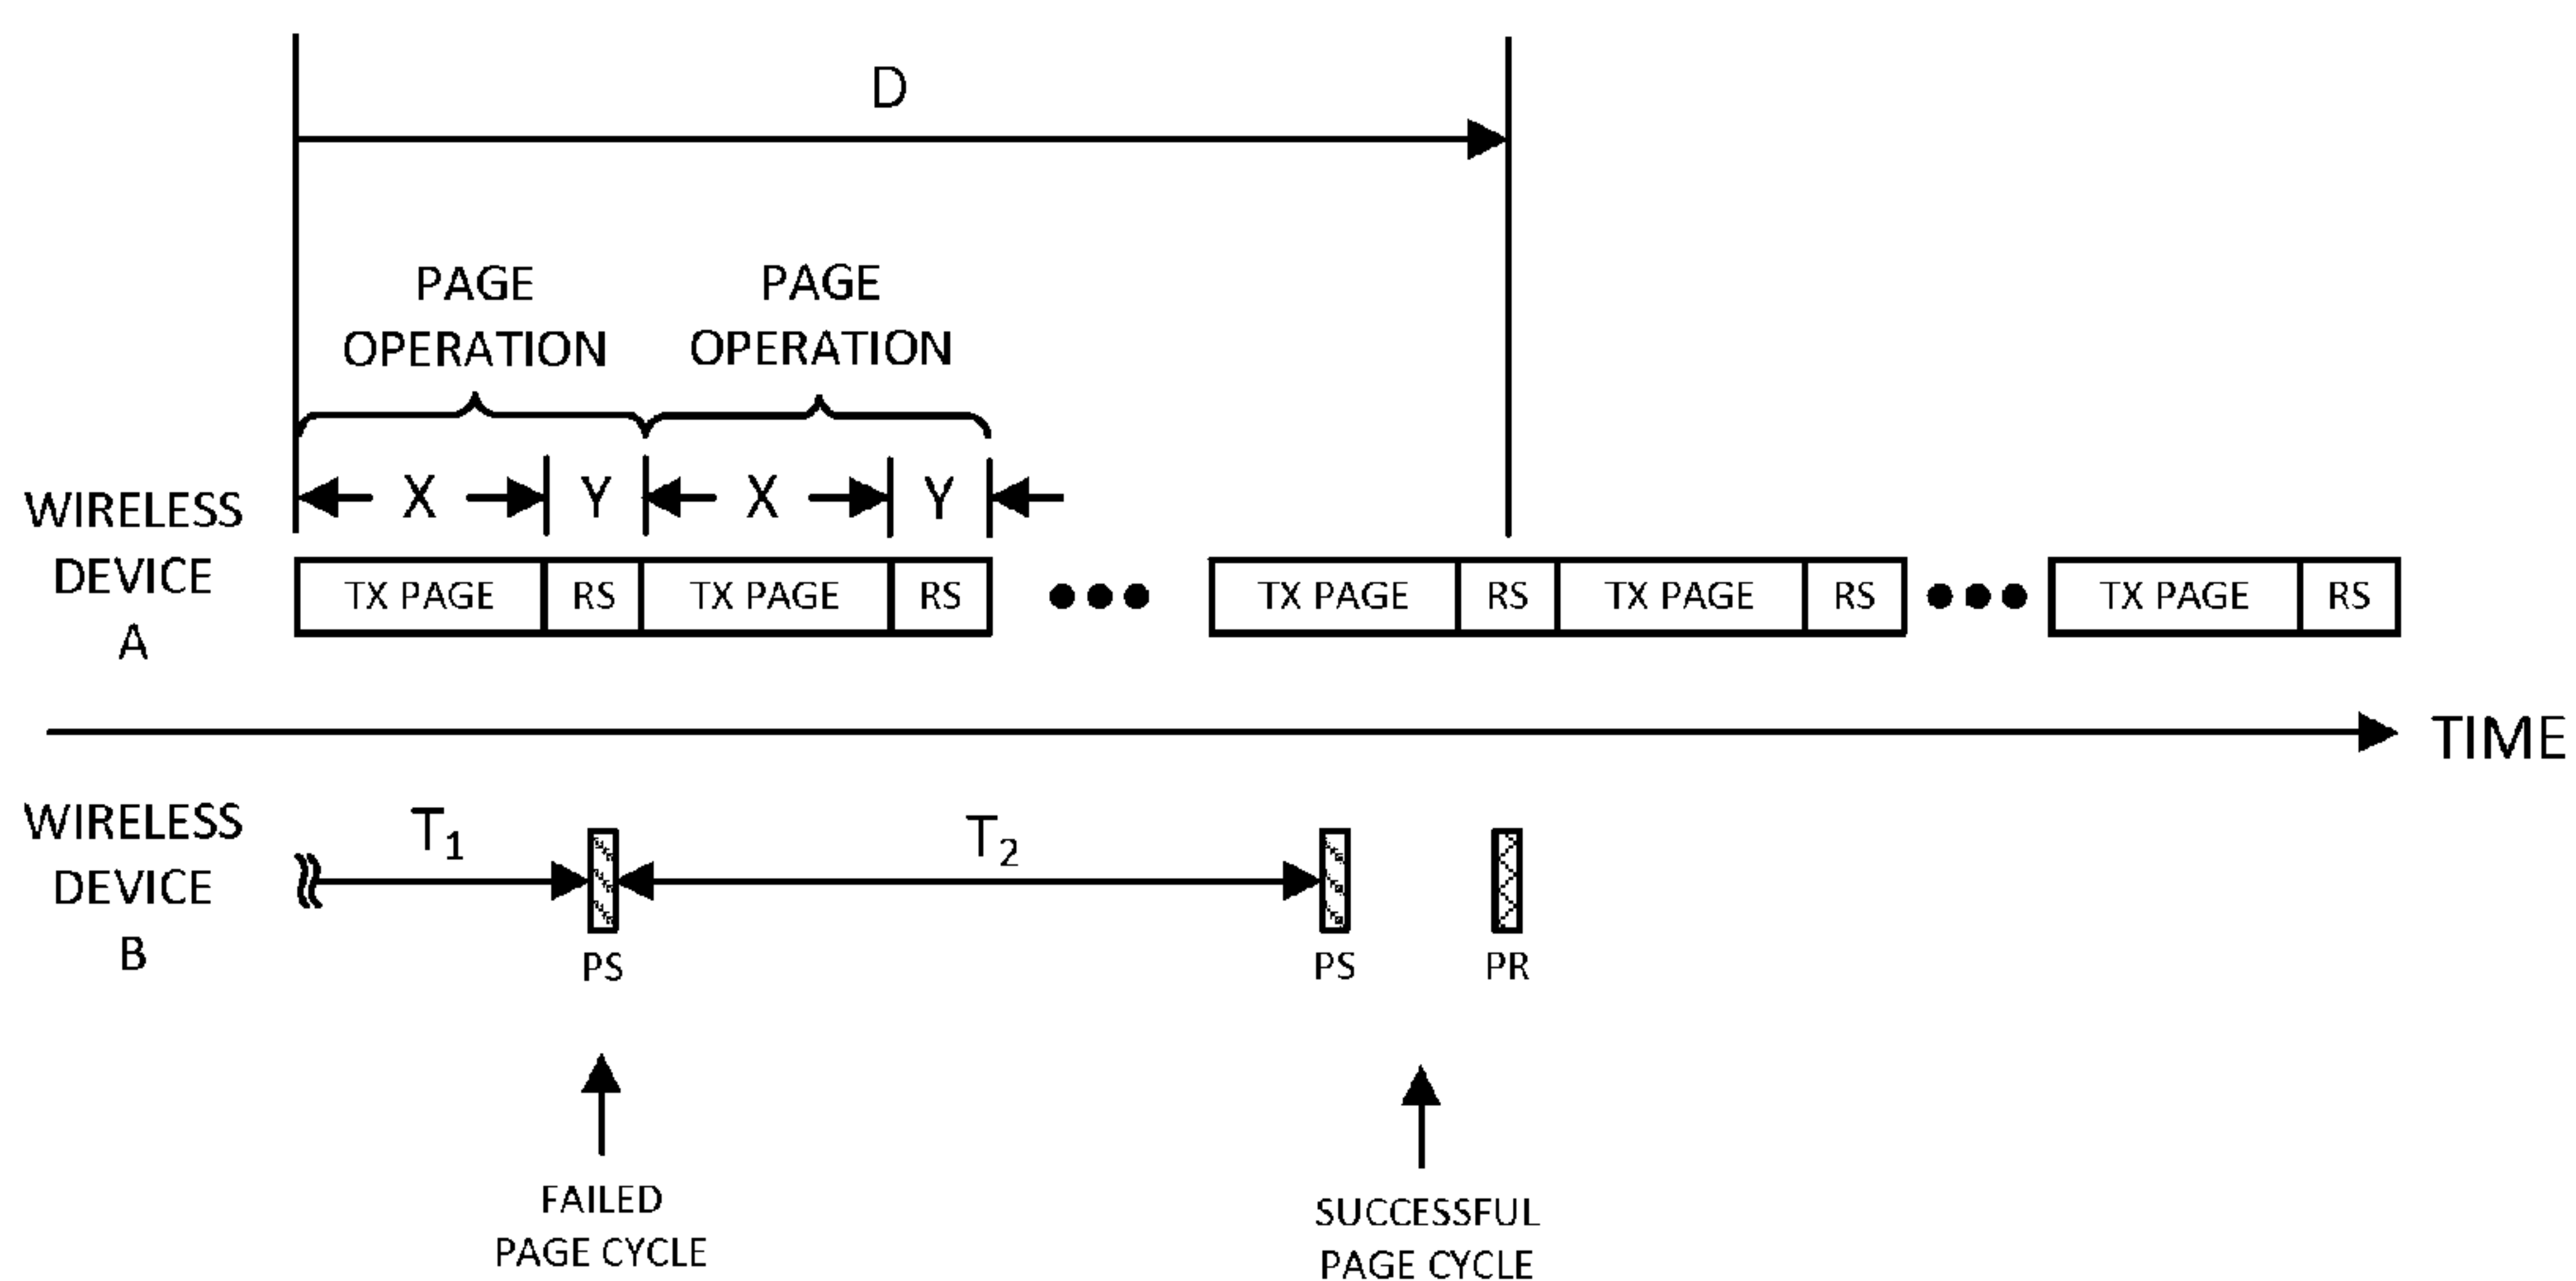 D
PAGE
OPERATION
PAGE
OPERATION
X
Y
X
Y
WIRELESS
DEVICE
A
TX PAGE
RS
TX PAGE
RS
TX PAGE
RS
TX PAGE
RS
TX PAGE
RS
TIME
WIRELESS
DEVICE
B
T1
T2
PS
PS
PR
FAILED
PAGE CYCLE
SUCCESSFUL
PAGE CYCLE